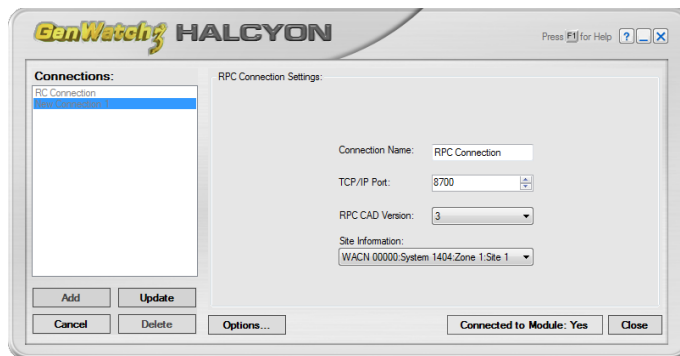 GenWatch3 HALCYON
Press F1 for Help ? _ X
Connections:
RC Connection
New Connection 1
RPC Connection Settings:
Connection Name: RPC Connection
TCP/IP Port: 8700
RPC CAD Version: 3
Site Information:
WACN 00000:System 1404:Zone 1:Site 1
Add Update
Cancel Delete Options... Connected to Module: Yes Close